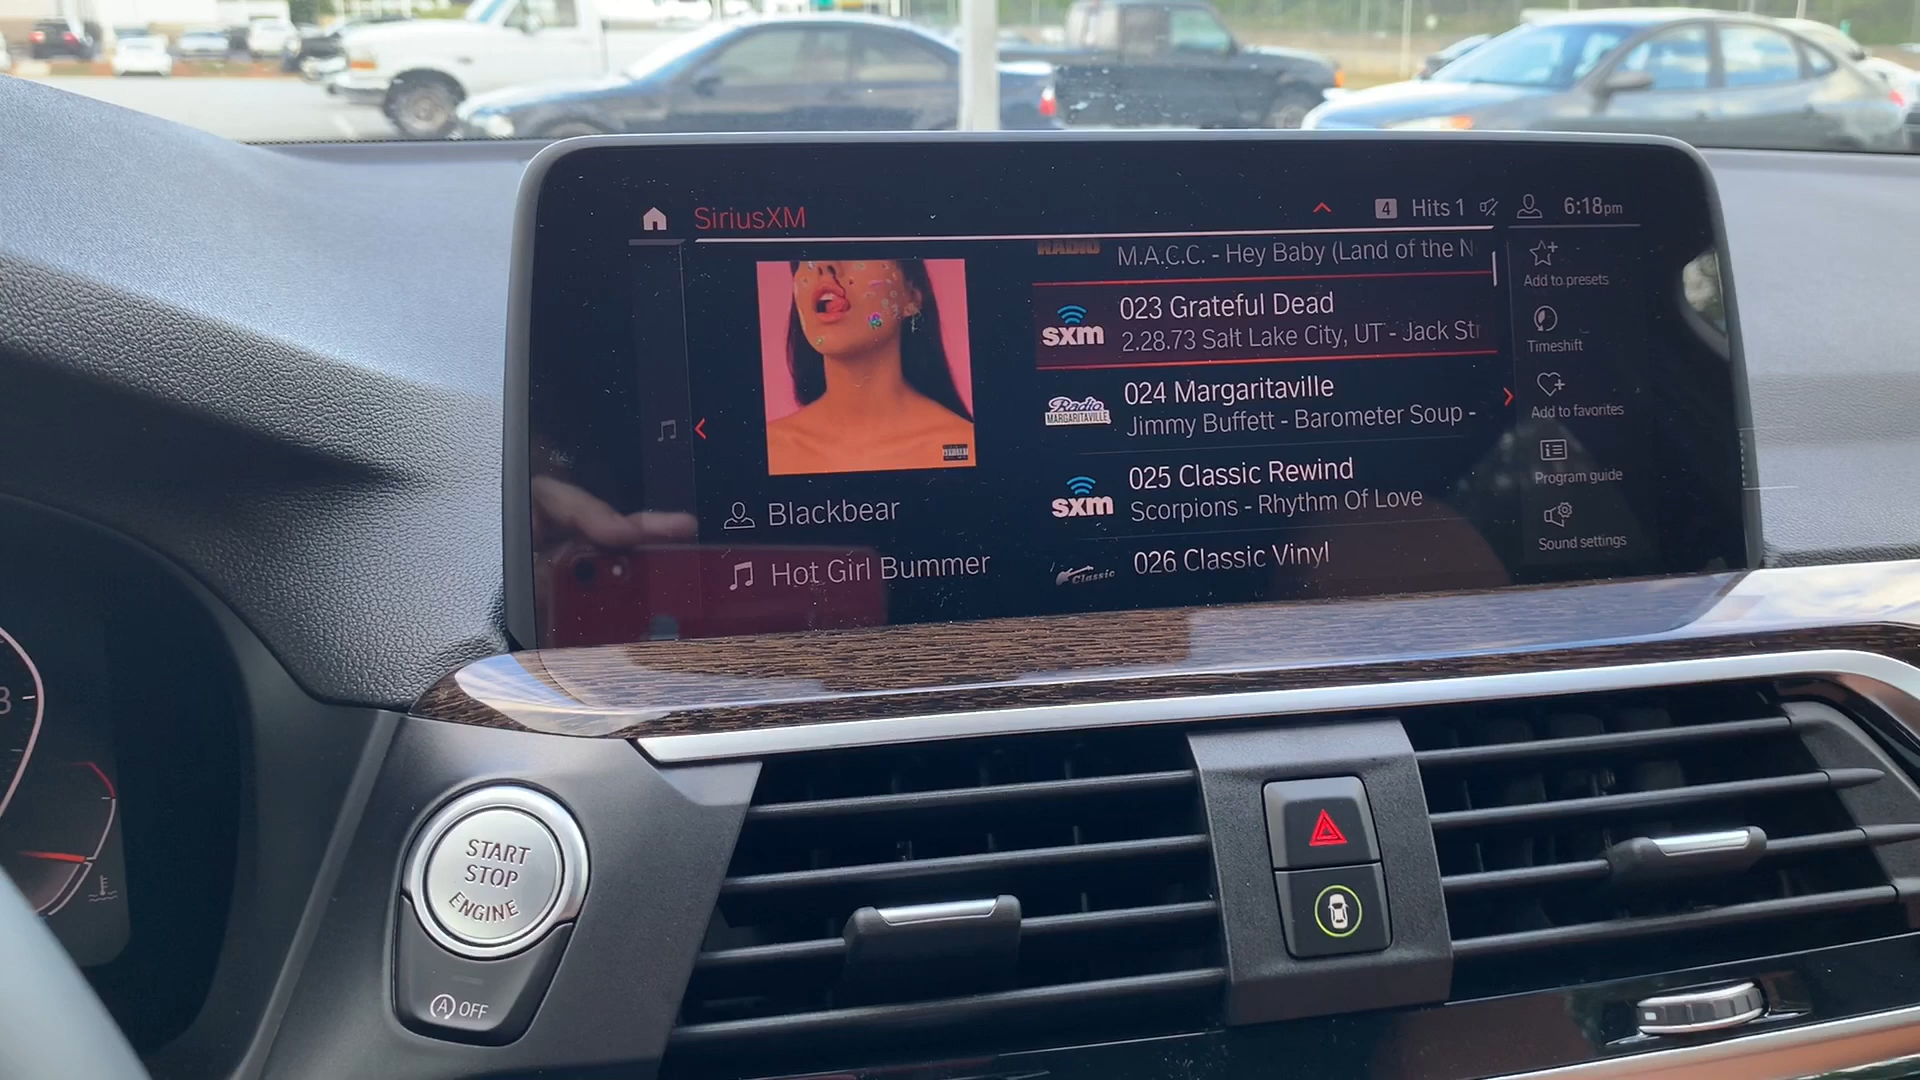 SiriusXM
4 Hits 1
6:18pm
RADIO
M.A.C.C. - Hey Baby (Land of the N
sxm
023 Grateful Dead
2.28.73 Salt Lake City, UT - Jack Str
Radio
MARGARITAVILLE
024 Margaritaville
Jimmy Buffett - Barometer Soup -
sxm
025 Classic Rewind
Scorpions - Rhythm Of Love
Classic
026 Classic Vinyl
Blackbear
Hot Girl Bummer
Add to presets
Timeshift
Add to favorites
Program guide
Sound settings
START
STOP
ENGINE
A OFF